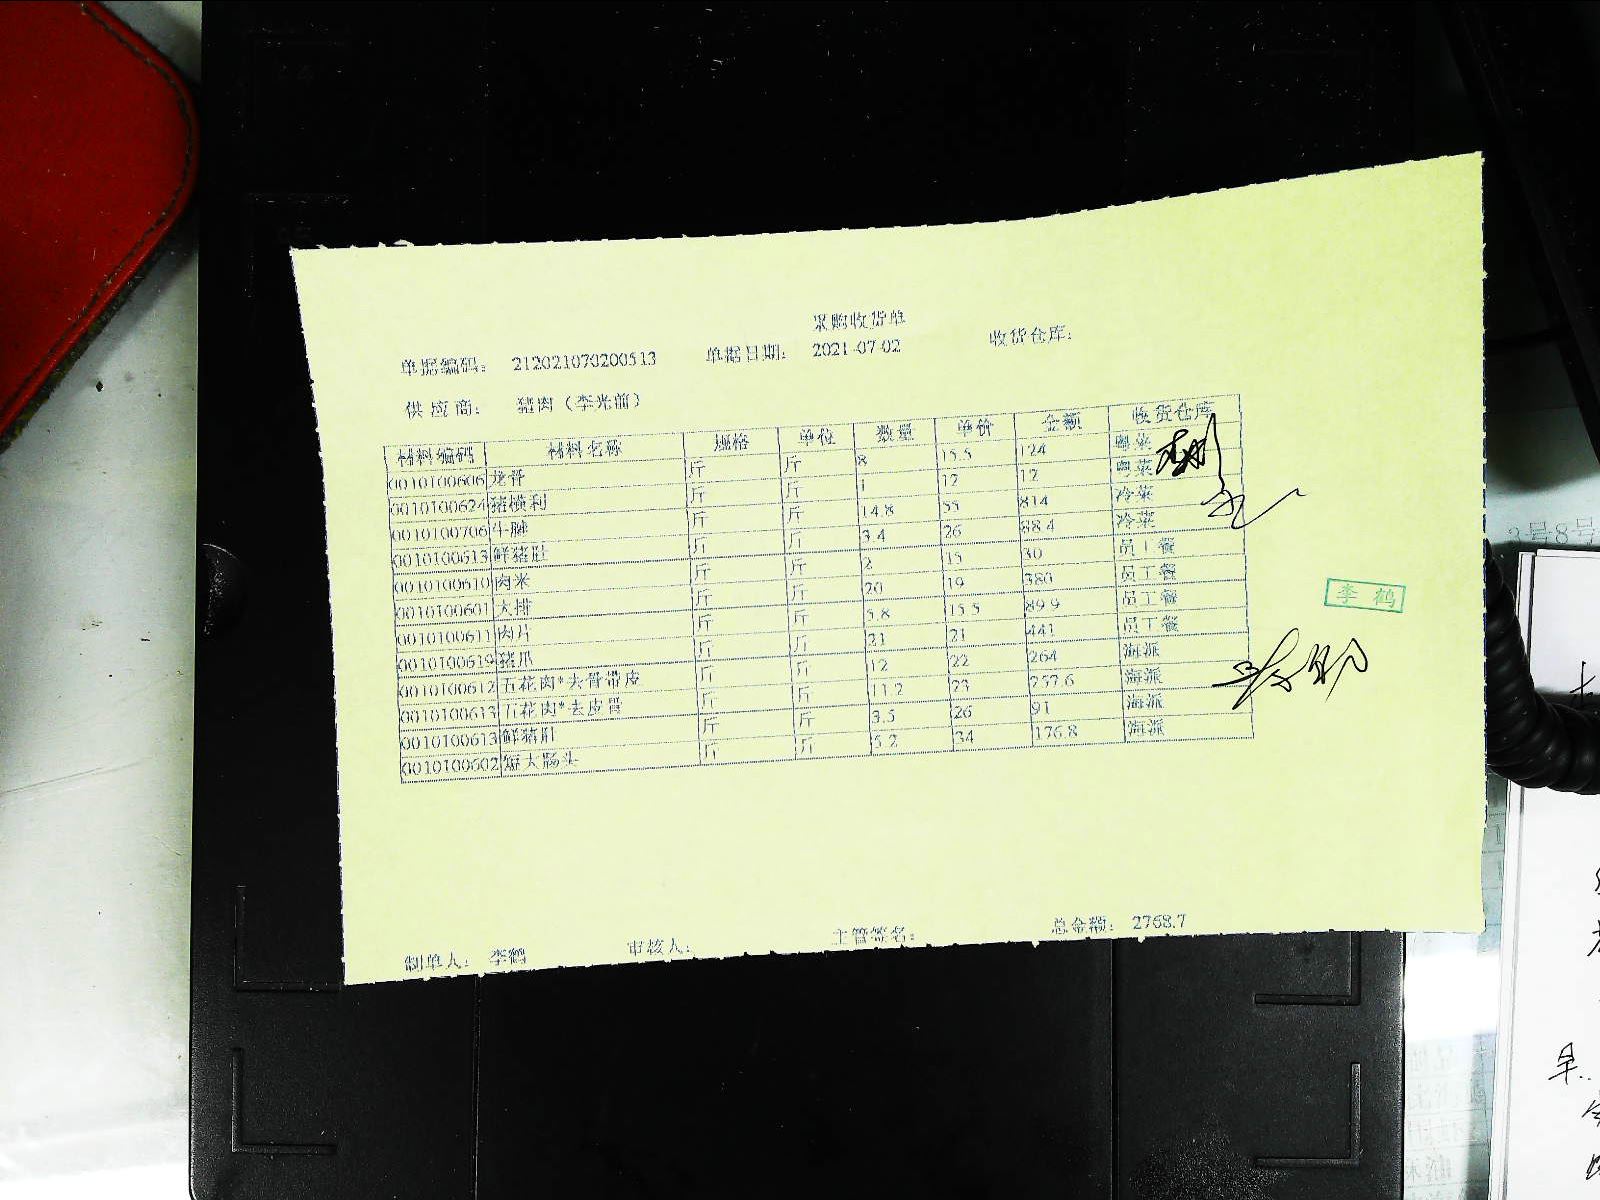 采购收货单
单据编码： 212021070200513 单据日期： 2021-07-02 收货仓库：
供应商： 猪肉（李光前）
材料编码 材料名称 规格 单位 数量 单价 金额 收货仓库
0010100606 龙骨 斤 斤 8 15.5 124 粤菜
0010100624 猪横利 斤 斤 1 12 12 粤菜
0010100706 牛腱 斤 斤 14.8 55 814 冷菜
0010100613 鲜猪肚 斤 斤 3.4 26 88.4 冷菜
0010100610 肉米 斤 斤 2 15 30 员工餐
0010100601 大排 斤 斤 20 19 380 员工餐
0010100611 肉片 斤 斤 5.8 15.5 89.9 员工餐
0010100619 猪爪 斤 斤 21 21 441 员工餐
0010100612 五花肉*去骨带皮 斤 斤 12 22 264 海派
0010100613 五花肉*去皮骨 斤 斤 11.2 23 257.6 海派
0010100613 鲜猪肚 斤 斤 3.5 26 91 海派
0010100602 短大肠头 斤 斤 5.2 34 176.8 海派
李鹤
制单人： 李鹤 审核人： 主管签名： 总金额： 2768.7
2号8号
早